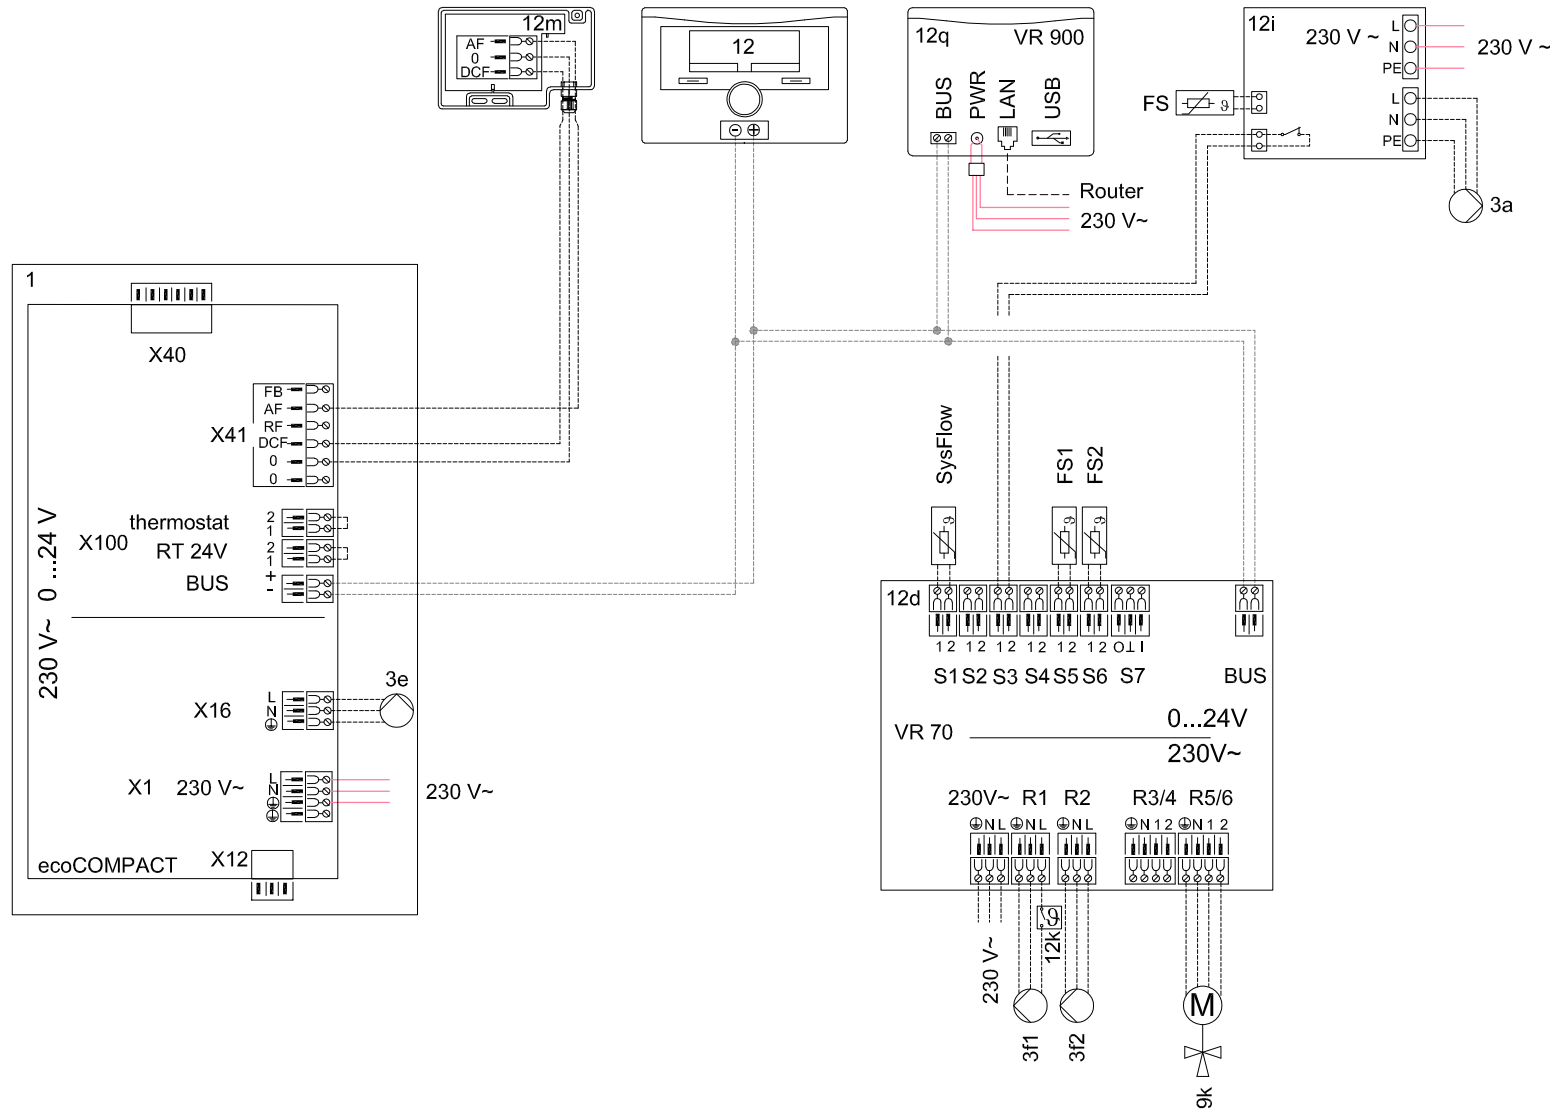 12m
AF
0
DCF
12
12q VR 900
BUS
PWR
LAN
USB
Router
230 V~
12i
230 V ~
L
N
PE
230 V ~
FS
L
N
PE
3a
1
X40
X41
FB
AF
RF
DCF
0
0
230 V~ 0 ...24 V
X100
thermostat
2
1
RT 24V
2
1
BUS
+
-
X16
L
N
3e
X1 230 V~
L
N
230 V~
ecoCOMPACT
X12
SysFlow
FS1
FS2
12d
1 2 1 2 1 2 1 2 1 2 1 2 O⊥I
S1 S2 S3 S4 S5 S6 S7
BUS
VR 70
0...24V
230V~
230V~ R1 R2 R3/4 R5/6
N L N L N L N 1 2 N 1 2
230 V~
12k
ϑ
3f1
3f2
M
9k